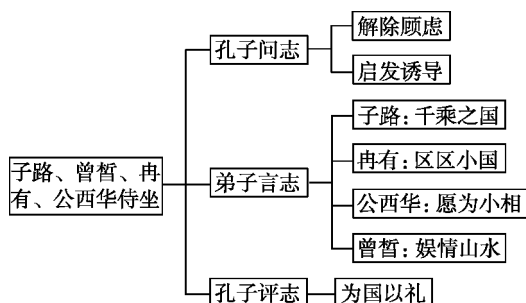 子路、曾皙、冉
有、公西华侍坐
孔子问志
解除顾虑
启发诱导
弟子言志
子路：千乘之国
冉有：区区小国
公西华：愿为小相
曾皙：娱情山水
孔子评志
为国以礼